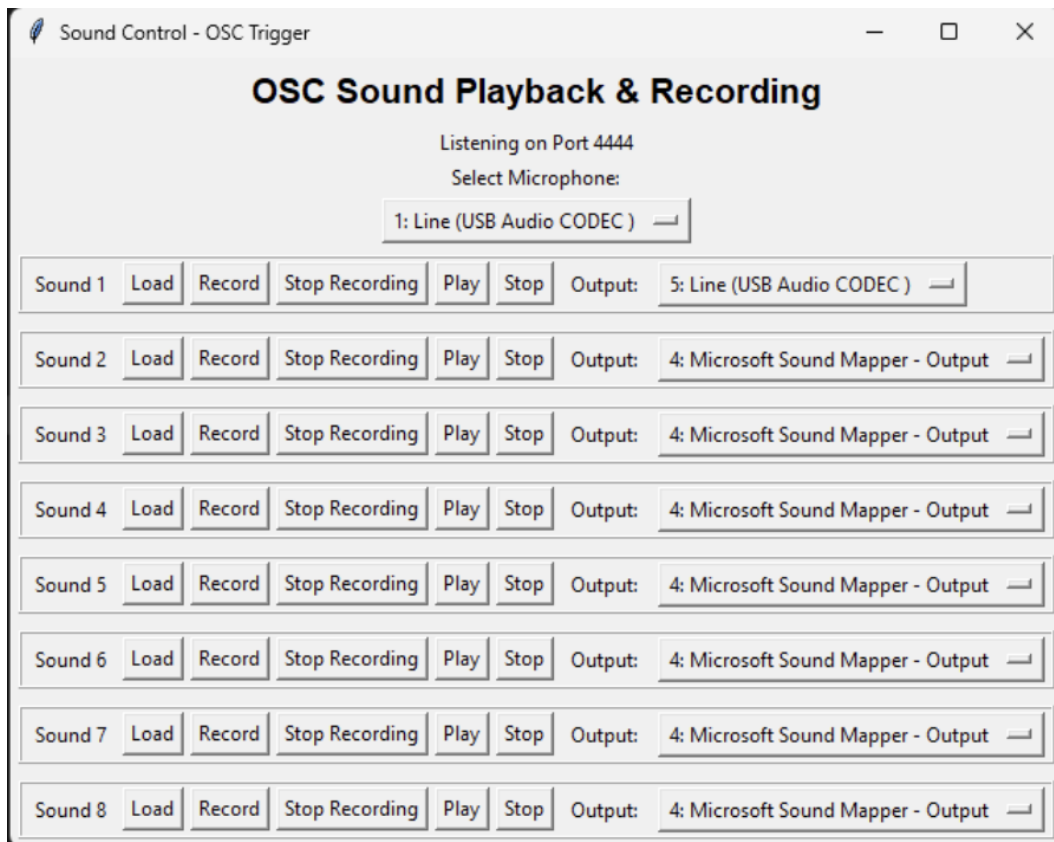 Sound Control - OSC Trigger
OSC Sound Playback & Recording
Listening on Port 4444
Select Microphone:
1: Line (USB Audio CODEC )
Sound 1 Load Record Stop Recording Play Stop Output: 5: Line (USB Audio CODEC )
Sound 2 Load Record Stop Recording Play Stop Output: 4: Microsoft Sound Mapper - Output
Sound 3 Load Record Stop Recording Play Stop Output: 4: Microsoft Sound Mapper - Output
Sound 4 Load Record Stop Recording Play Stop Output: 4: Microsoft Sound Mapper - Output
Sound 5 Load Record Stop Recording Play Stop Output: 4: Microsoft Sound Mapper - Output
Sound 6 Load Record Stop Recording Play Stop Output: 4: Microsoft Sound Mapper - Output
Sound 7 Load Record Stop Recording Play Stop Output: 4: Microsoft Sound Mapper - Output
Sound 8 Load Record Stop Recording Play Stop Output: 4: Microsoft Sound Mapper - Output